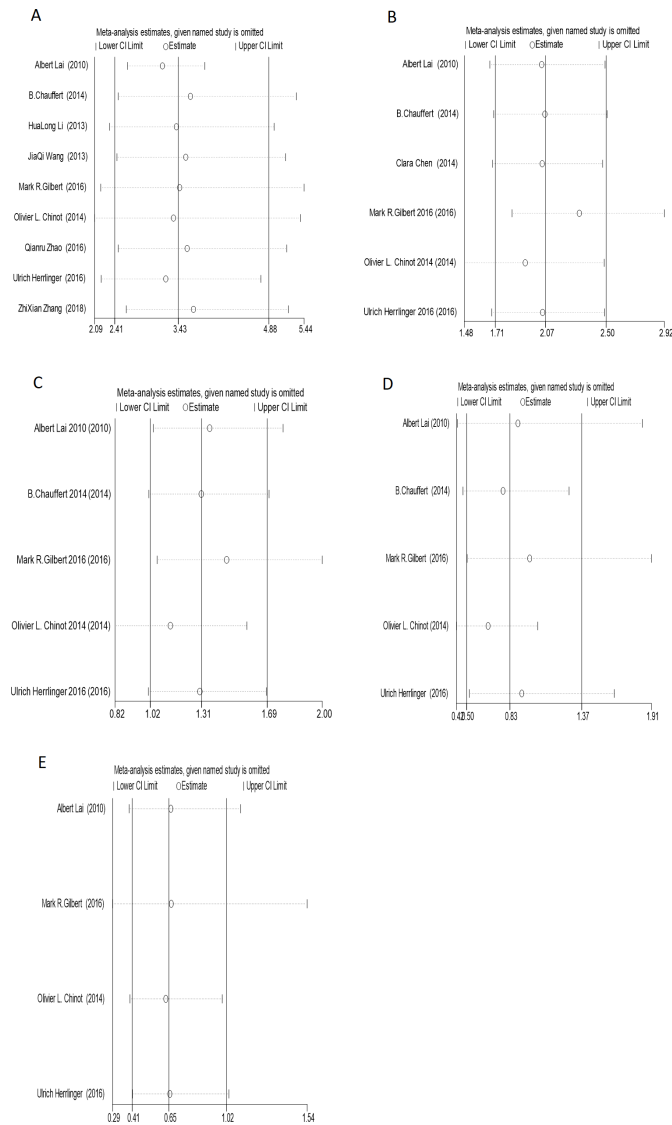 A
Meta-analysis estimates, given named study is omitted
| Lower CI Limit ○Estimate | Upper CI Limit
Albert Lai (2010)
B.Chauffert (2014)
HuaLong Li (2013)
JiaQi Wang (2013)
Mark R.Gilbert (2016)
Olivier L. Chinot (2014)
Qianru Zhao (2016)
Ulrich Herrlinger (2016)
ZhiXian Zhang (2018)
2.09 2.41 3.43 4.88 5.44
B
Meta-analysis estimates, given named study is omitted
| Lower CI Limit ○Estimate | Upper CI Limit
Albert Lai (2010)
B.Chauffert (2014)
Clara Chen (2014)
Mark R.Gilbert 2016 (2016)
Olivier L. Chinot 2014 (2014)
Ulrich Herrlinger 2016 (2016)
1.48 1.71 2.07 2.50 2.92
C
Meta-analysis estimates, given named study is omitted
| Lower CI Limit ○Estimate | Upper CI Limit
Albert Lai 2010 (2010)
B.Chauffert 2014 (2014)
Mark R.Gilbert 2016 (2016)
Olivier L. Chinot 2014 (2014)
Ulrich Herrlinger 2016 (2016)
0.82 1.02 1.31 1.69 2.00
D
Meta-analysis estimates, given named study is omitted
| Lower CI Limit ○Estimate | Upper CI Limit
Albert Lai (2010)
B.Chauffert (2014)
Mark R.Gilbert (2016)
Olivier L. Chinot (2014)
Ulrich Herrlinger (2016)
0.42 0.50 0.83 1.37 1.91
E
Meta-analysis estimates, given named study is omitted
| Lower CI Limit ○Estimate | Upper CI Limit
Albert Lai (2010)
Mark R.Gilbert (2016)
Olivier L. Chinot (2014)
Ulrich Herrlinger (2016)
0.29 0.41 0.65 1.02 1.54